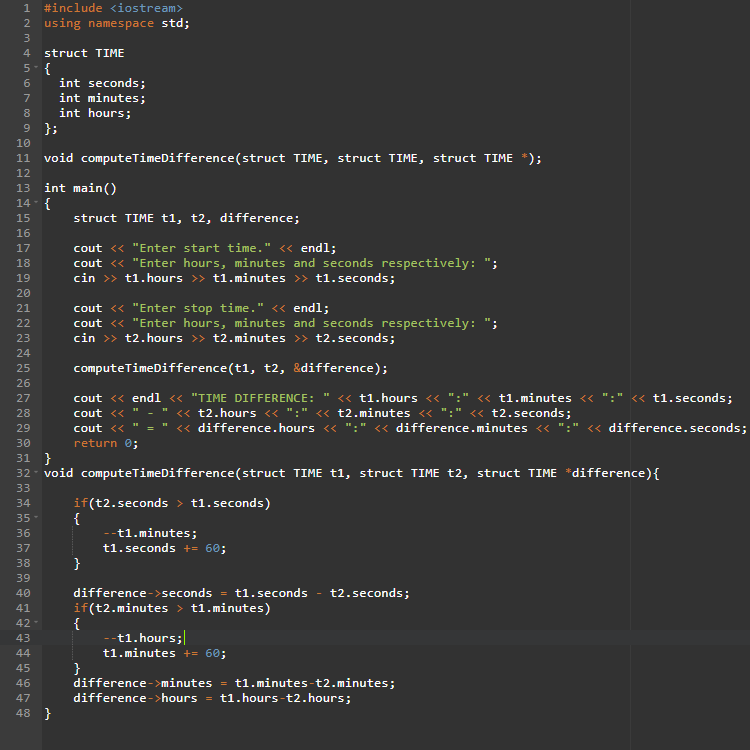 1 #include <iostream>
2 using namespace std;
3
4 struct TIME
5 {
6   int seconds;
7   int minutes;
8   int hours;
9 };
10
11 void computeTimeDifference(struct TIME, struct TIME, struct TIME *);
12
13 int main()
14 {
15     struct TIME t1, t2, difference;
16
17     cout << "Enter start time." << endl;
18     cout << "Enter hours, minutes and seconds respectively: ";
19     cin >> t1.hours >> t1.minutes >> t1.seconds;
20
21     cout << "Enter stop time." << endl;
22     cout << "Enter hours, minutes and seconds respectively: ";
23     cin >> t2.hours >> t2.minutes >> t2.seconds;
24
25     computeTimeDifference(t1, t2, &difference);
26
27     cout << endl << "TIME DIFFERENCE: " << t1.hours << ":" << t1.minutes << ":" << t1.seconds;
28     cout << " - " << t2.hours << ":" << t2.minutes << ":" << t2.seconds;
29     cout << " = " << difference.hours << ":" << difference.minutes << ":" << difference.seconds;
30     return 0;
31 }
32 void computeTimeDifference(struct TIME t1, struct TIME t2, struct TIME *difference){
33
34     if(t2.seconds > t1.seconds)
35     {
36         --t1.minutes;
37         t1.seconds += 60;
38     }
39
40     difference->seconds = t1.seconds - t2.seconds;
41     if(t2.minutes > t1.minutes)
42     {
43         --t1.hours;
44         t1.minutes += 60;
45     }
46     difference->minutes = t1.minutes-t2.minutes;
47     difference->hours = t1.hours-t2.hours;
48 }